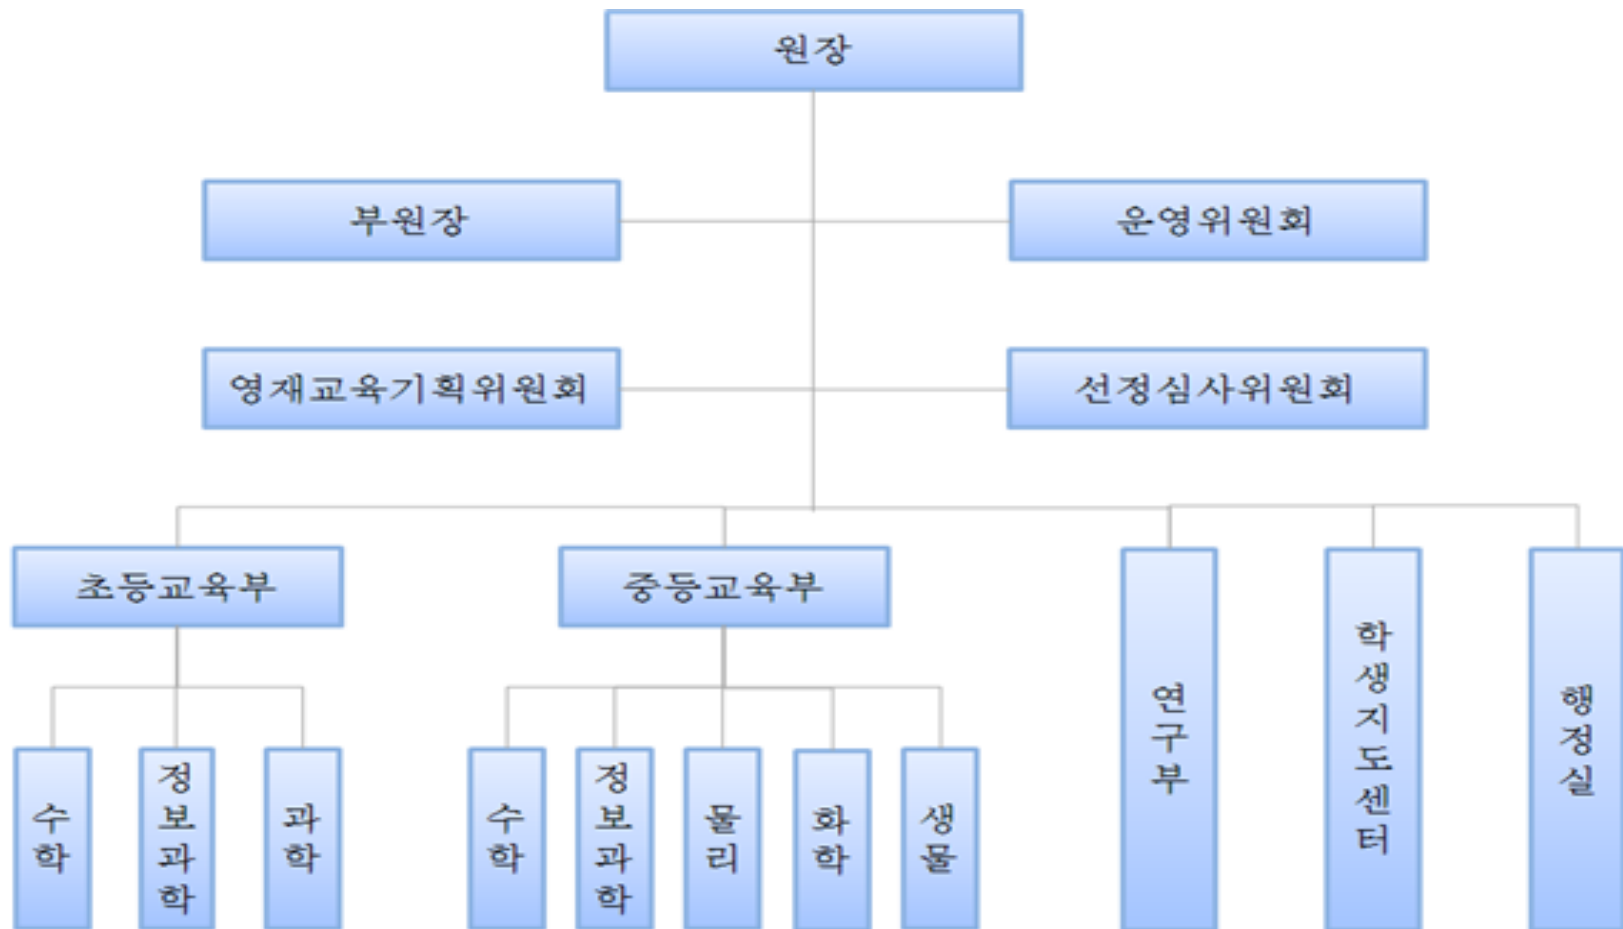 원장
부원장
운영위원회
영재교육기획위원회
선정심사위원회
초등교육부
중등교육부
연구부
학생지도센터
행정실
수학
정보과학
과학
수학
정보과학
물리
화학
생물